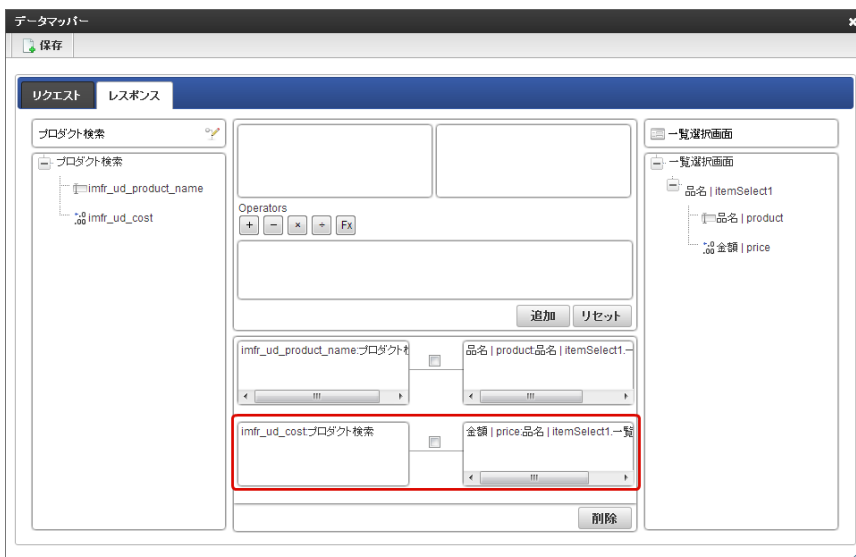 データマッパー
保存
リクエスト レスポンス
プロダクト検索
プロダクト検索
imfr_ud_product_name
imfr_ud_cost
Operators
+ − × ÷ Fx
追加 リセット
imfr_ud_product_name:プロダクト検
品名 | product:品名 | itemSelect1.一
imfr_ud_cost:プロダクト検索
金額 | price:品名 | itemSelect1.一覧
削除
一覧選択画面
一覧選択画面
品名 | itemSelect1
品名 | product
金額 | price